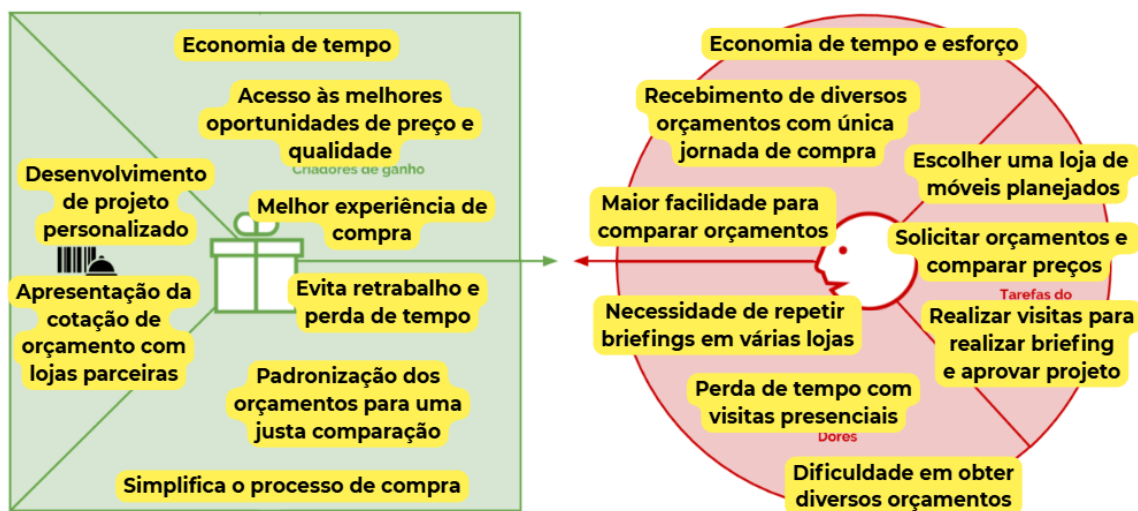 Economia de tempo
Acesso às melhores
oportunidades de preço e
qualidade
Criadores de ganho
Desenvolvimento
de projeto
personalizado
Melhor experiência de
compra
Apresentação da
cotação de
orçamento com
lojas parceiras
Evita retrabalho e
perda de tempo
Padronização dos
orçamentos para uma
justa comparação
Simplifica o processo de compra
Economia de tempo e esforço
Recebimento de diversos
orçamentos com única
jornada de compra
Escolher uma loja de
móveis planejados
Maior facilidade para
comparar orçamentos
Solicitar orçamentos e
comparar preços
Tarefas do
Necessidade de repetir
briefings em várias lojas
Realizar visitas para
realizar briefing
e aprovar projeto
Perda de tempo com
visitas presenciais
Dores
Dificuldade em obter
diversos orçamentos